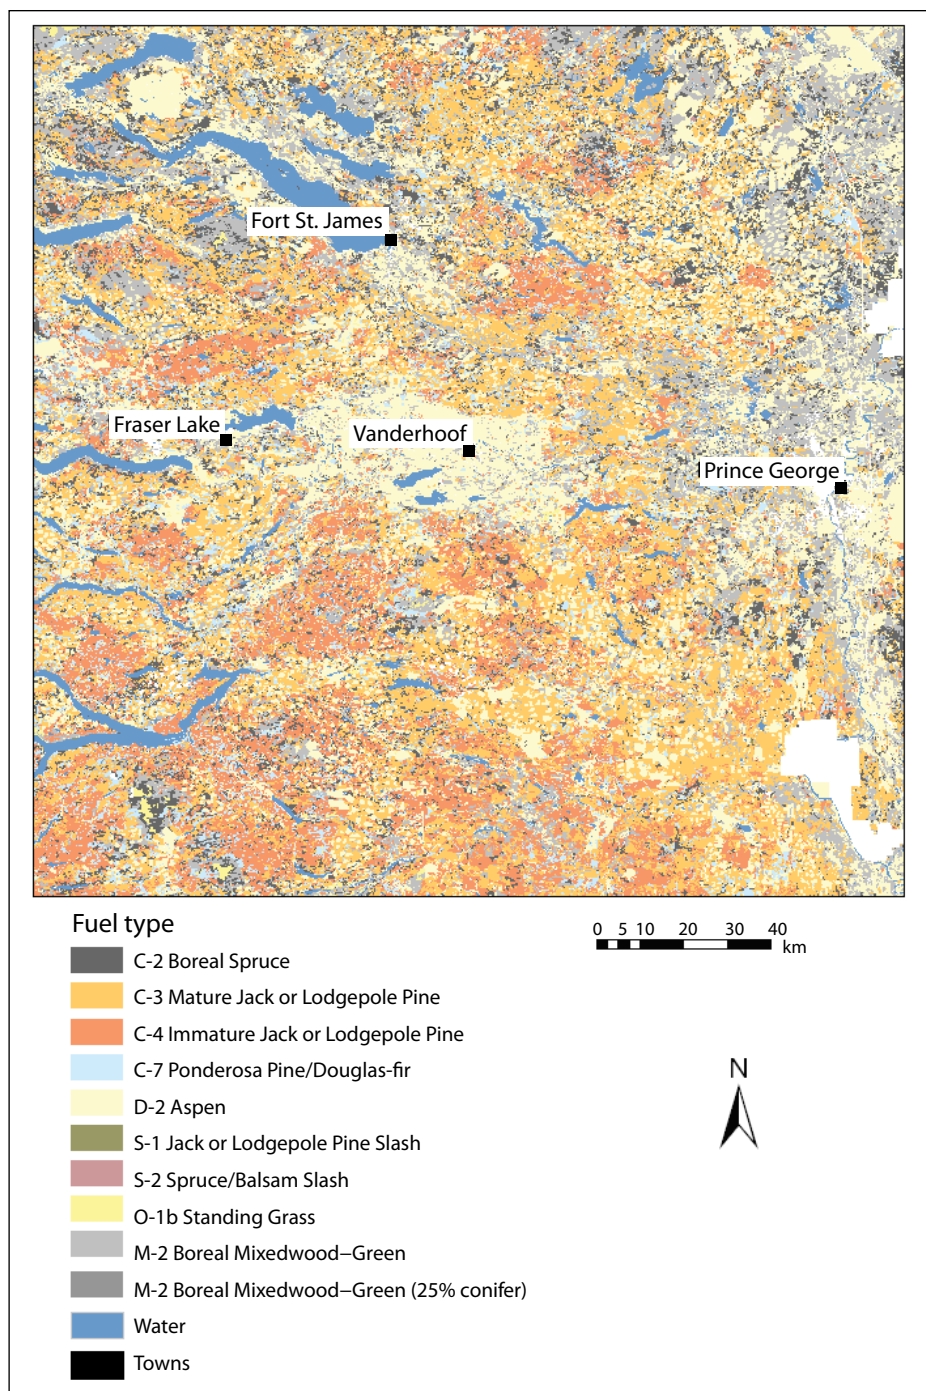 Fort St. James
Fraser Lake
Vanderhoof
Prince George
Fuel type
C-2 Boreal Spruce
C-3 Mature Jack or Lodgepole Pine
C-4 Immature Jack or Lodgepole Pine
C-7 Ponderosa Pine/Douglas-fir
D-2 Aspen
S-1 Jack or Lodgepole Pine Slash
S-2 Spruce/Balsam Slash
O-1b Standing Grass
M-2 Boreal Mixedwood–Green
M-2 Boreal Mixedwood–Green (25% conifer)
Water
Towns
0 5 10 20 30 40
km
N